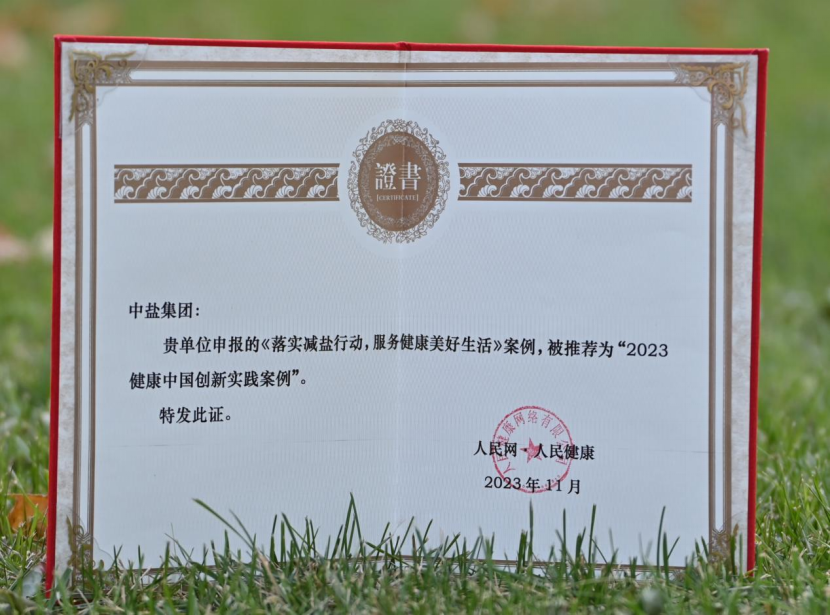 證書
[CERTIFICATE]
中盐集团：
贵单位申报的《落实减盐行动，服务健康美好生活》案例，被推荐为“2023
健康中国创新实践案例”。
特发此证。
人民网·人民健康
2023年11月